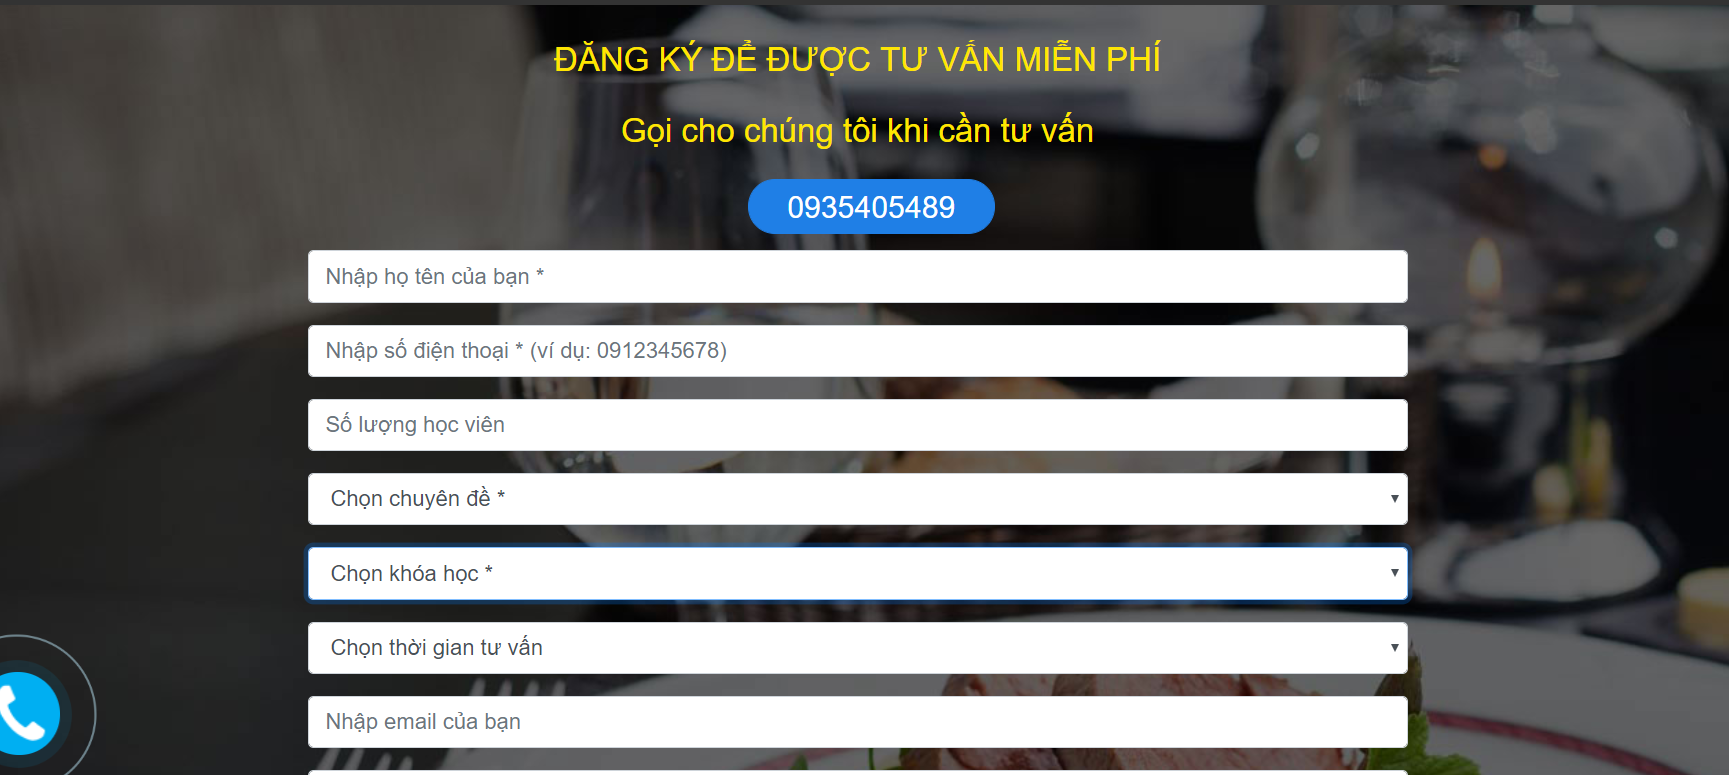 ĐĂNG KÝ ĐỂ ĐƯỢC TƯ VẤN MIỄN PHÍ
Gọi cho chúng tôi khi cần tư vấn
0935405489
Nhập họ tên của bạn *
Nhập số điện thoại * (ví dụ: 0912345678)
Số lượng học viên
Chọn chuyên đề *
Chọn khóa học *
Chọn thời gian tư vấn
Nhập email của bạn